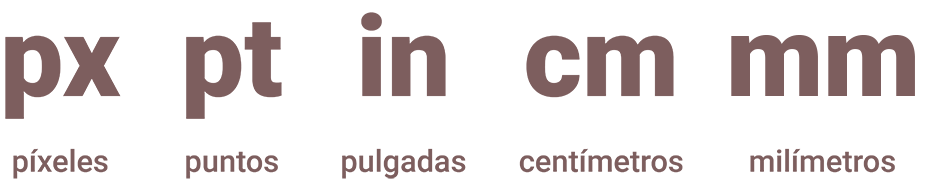 px pt in cm mm
píxeles puntos pulgadas centímetros milímetros